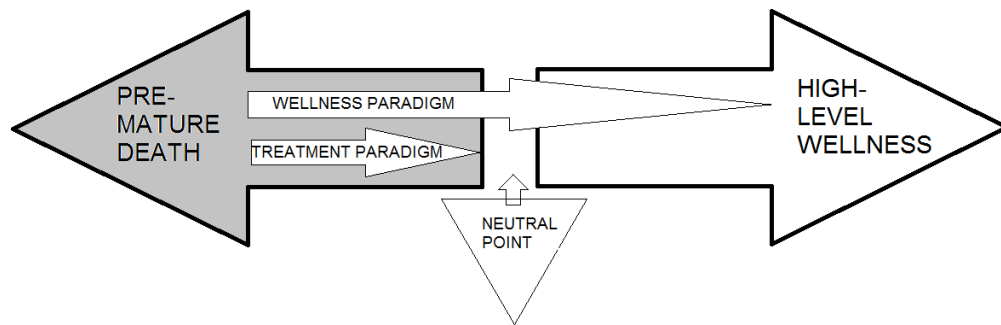 PRE-
MATURE
DEATH
WELLNESS PARADIGM
TREATMENT PARADIGM
NEUTRAL
POINT
HIGH-
LEVEL
WELLNESS